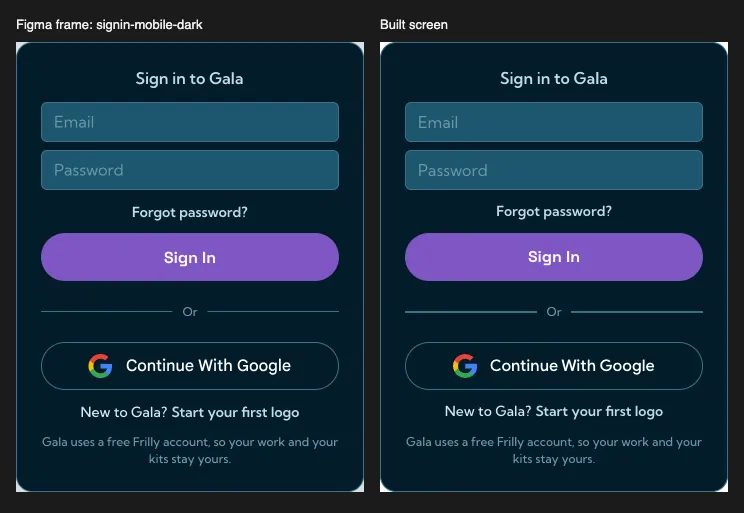 Figma frame: signin-mobile-dark
Sign in to Gala
Email
Password
Forgot password?
Sign In
Or
Continue With Google
New to Gala? Start your first logo
Gala uses a free Frilly account, so your work and your
kits stay yours.
Built screen
Sign in to Gala
Email
Password
Forgot password?
Sign In
Or
Continue With Google
New to Gala? Start your first logo
Gala uses a free Frilly account, so your work and your
kits stay yours.